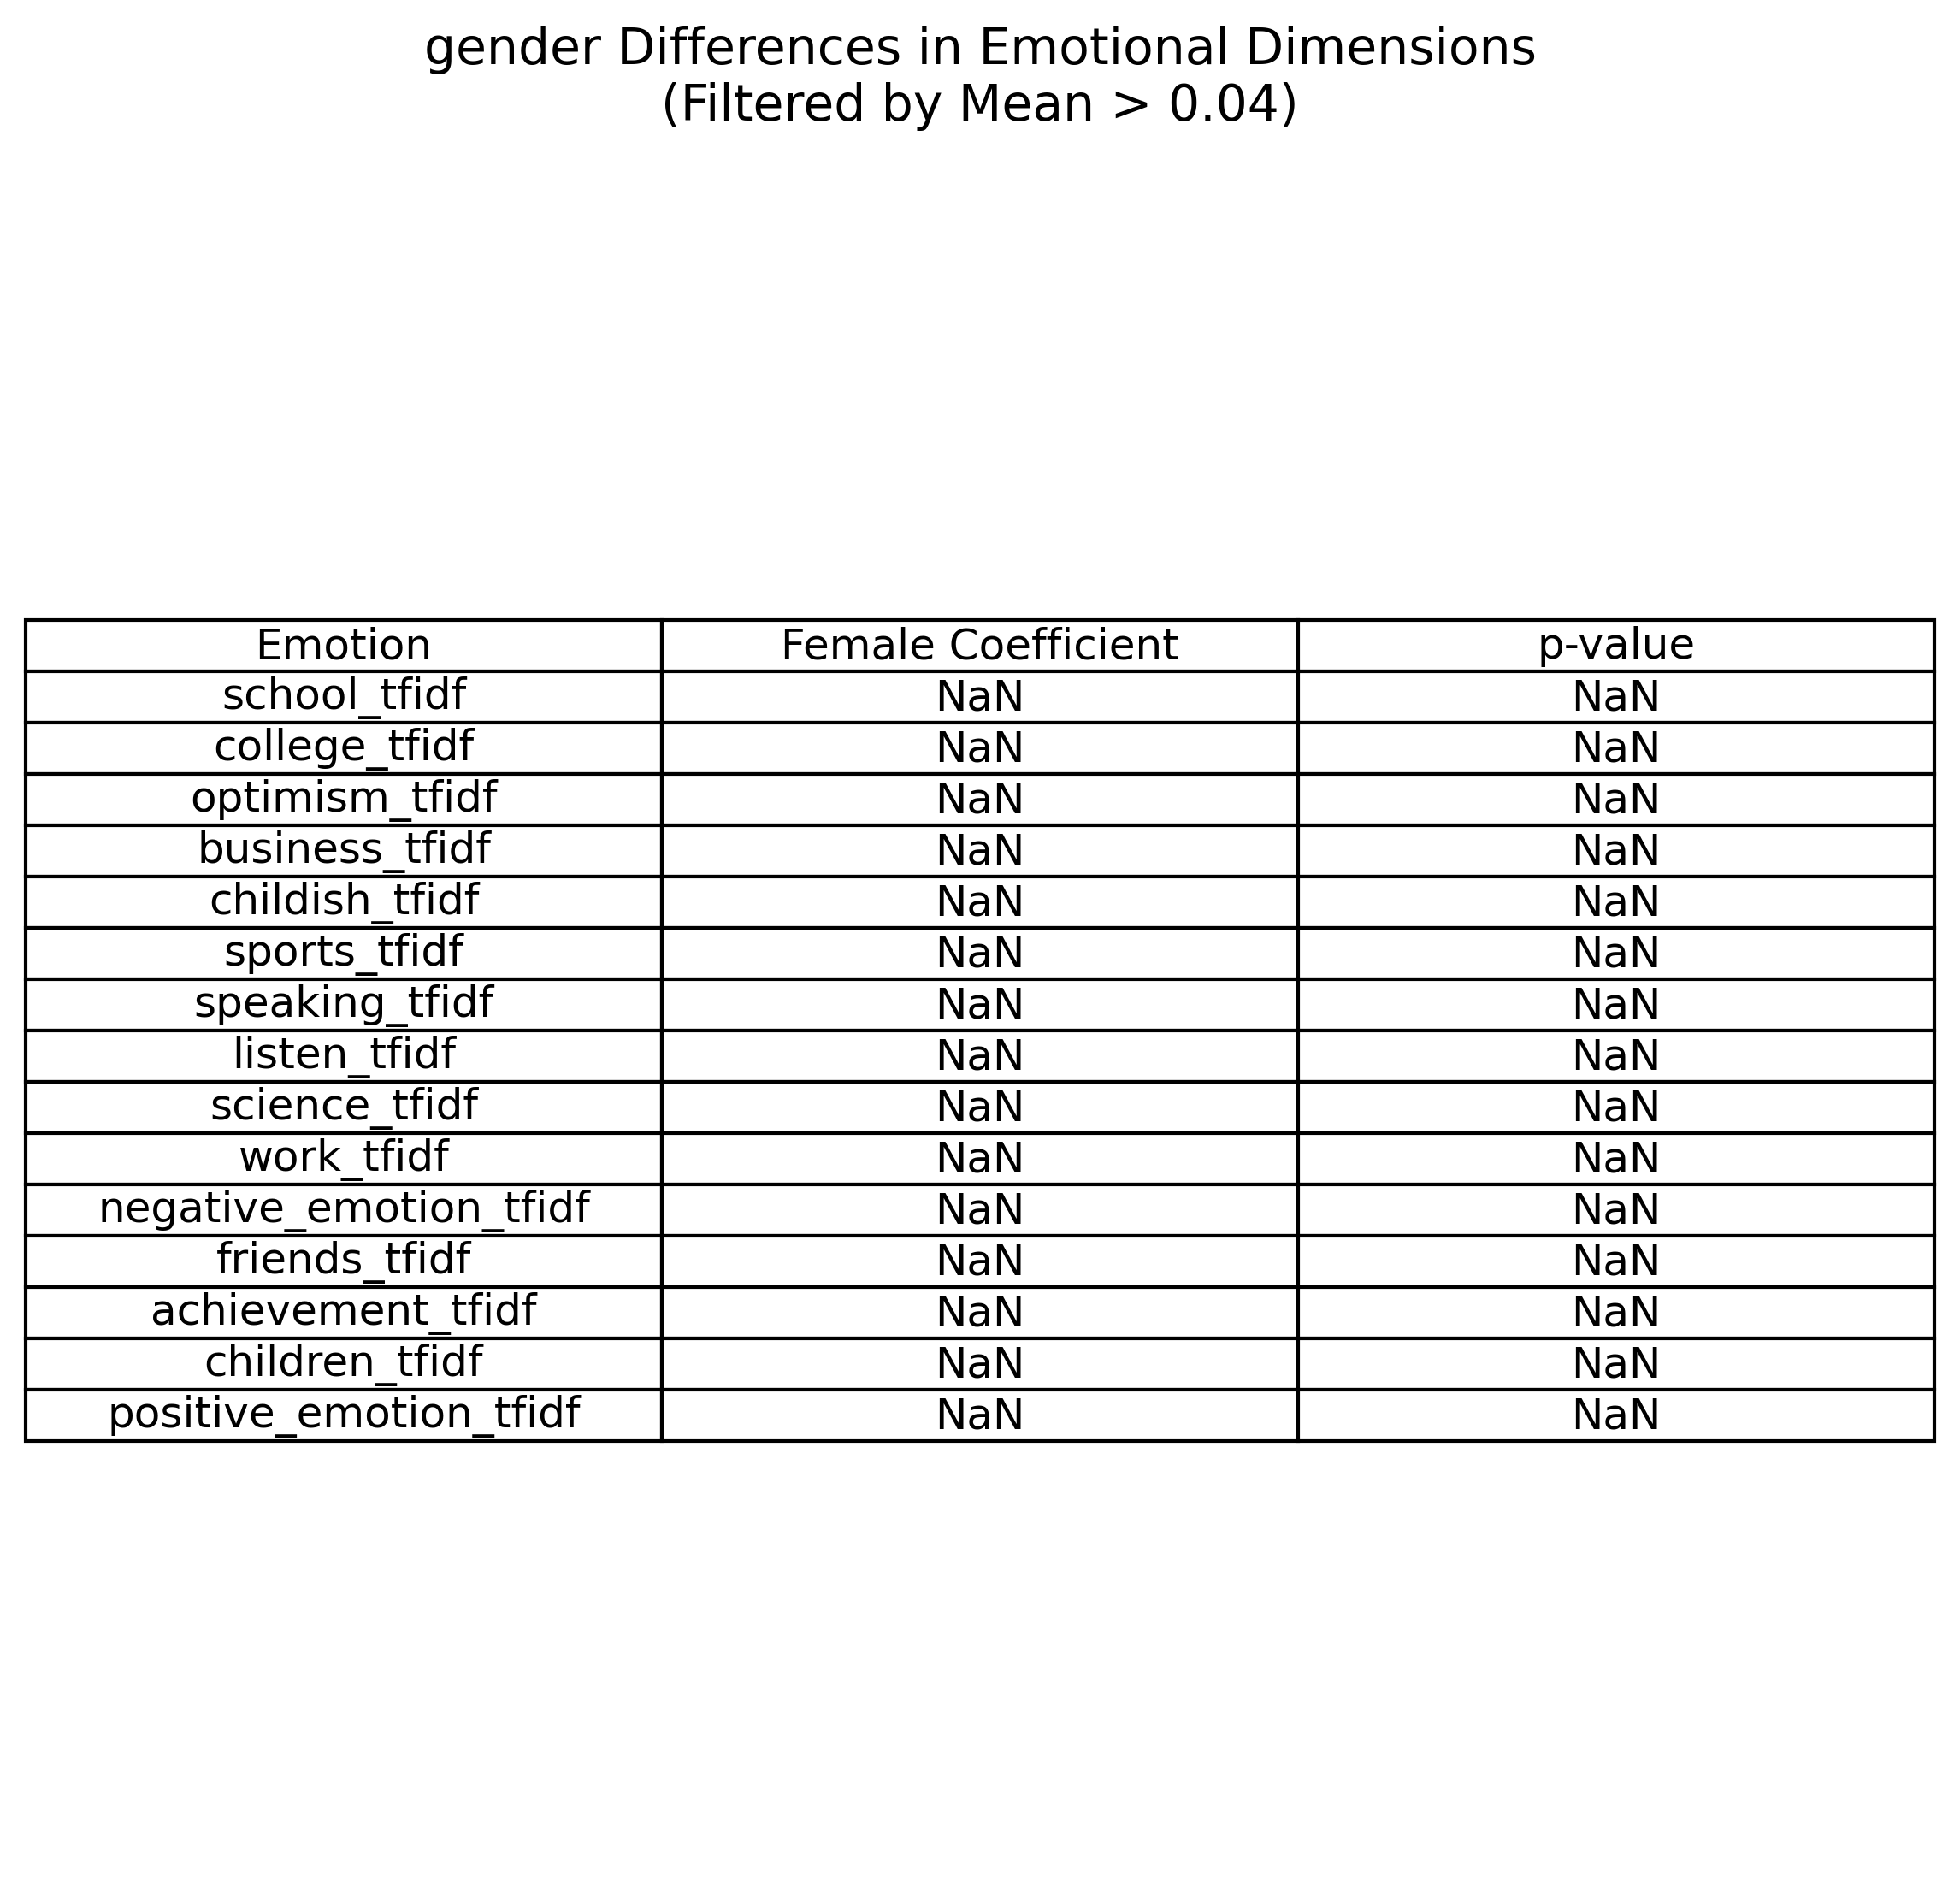 gender Differences in Emotional Dimensions
(Filtered by Mean > 0.04)
Emotion Female Coefficient p-value
school_tfidf NaN NaN
college_tfidf NaN NaN
optimism_tfidf NaN NaN
business_tfidf NaN NaN
childish_tfidf NaN NaN
sports_tfidf NaN NaN
speaking_tfidf NaN NaN
listen_tfidf NaN NaN
science_tfidf NaN NaN
work_tfidf NaN NaN
negative_emotion_tfidf NaN NaN
friends_tfidf NaN NaN
achievement_tfidf NaN NaN
children_tfidf NaN NaN
positive_emotion_tfidf NaN NaN